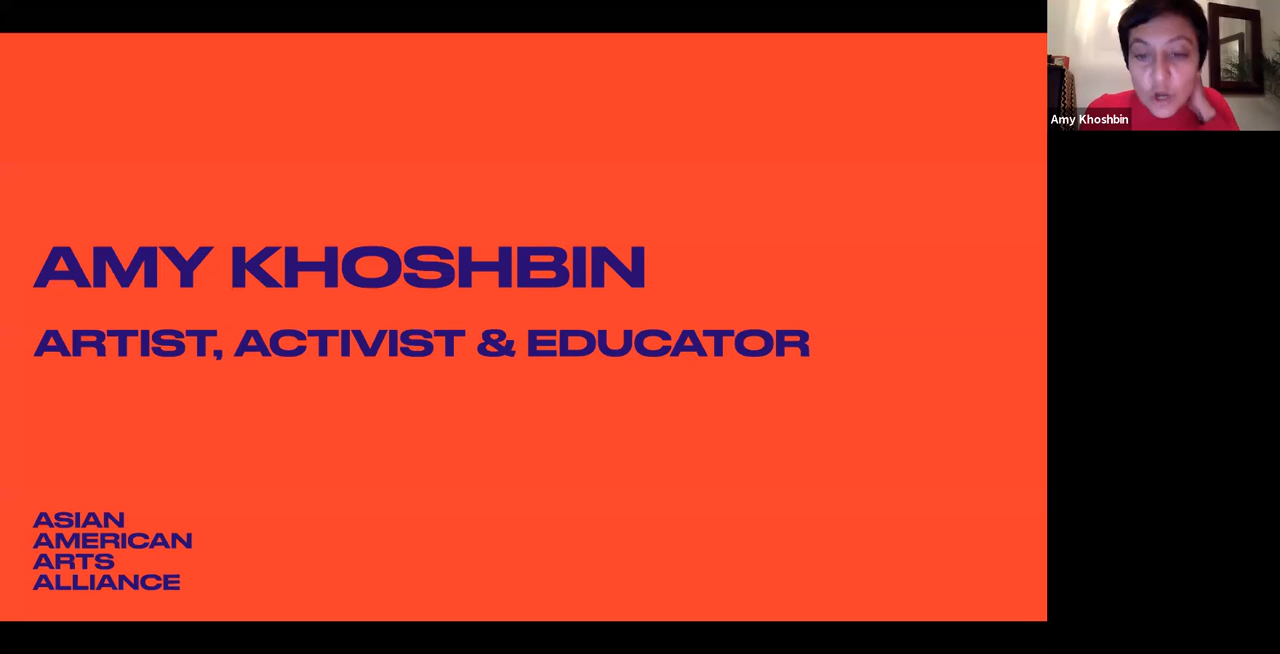 AMY KHOSHBIN
ARTIST, ACTIVIST & EDUCATOR
ASIAN
AMERICAN
ARTS
ALLIANCE
Amy Khoshbin